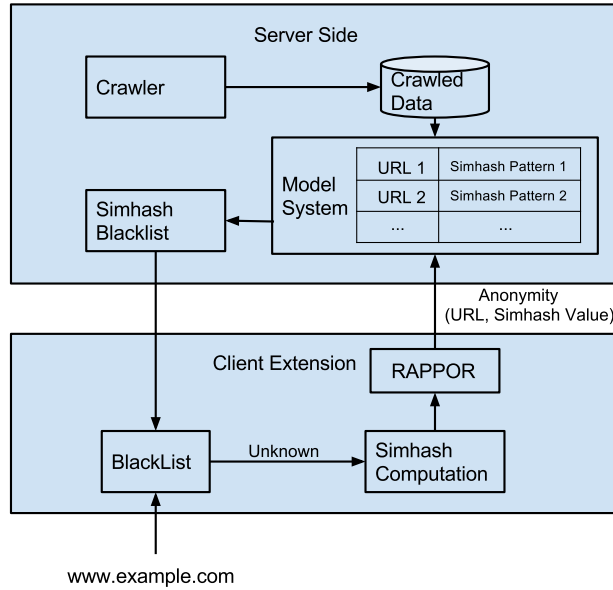 Server Side
Crawler
Crawled
Data
Model
System
URL 1
Simhash Pattern 1
URL 2
Simhash Pattern 2
...
...
Simhash
Blacklist
Anonymity
(URL, Simhash Value)
Client Extension
RAPPOR
BlackList
Unknown
Simhash
Computation
www.example.com